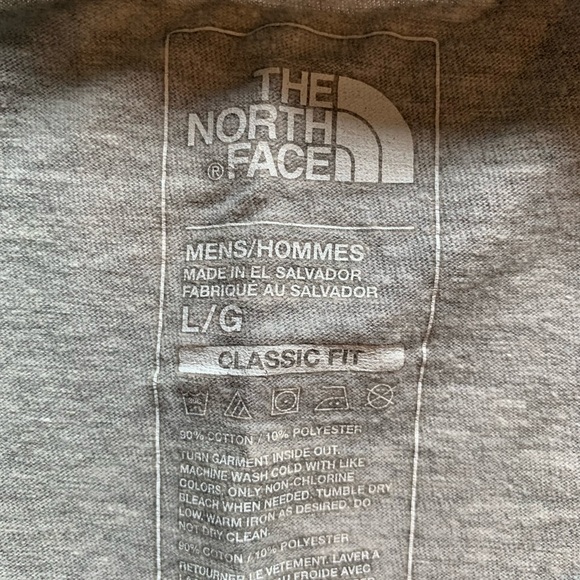 THE
NORTH
® FACE
MENS/HOMMES
MADE IN EL SALVADOR
FABRIQUÉ AU SALVADOR
L/G
CLASSIC FIT
90% COTTON / 10% POLYESTER
TURN GARMENT INSIDE OUT.
MACHINE WASH COLD WITH LIKE
COLORS. ONLY NON-CHLORINE
BLEACH WHEN NEEDED. TUMBLE DRY
LOW. WARM IRON AS DESIRED. DO
NOT DRY CLEAN.
90% COTON / 10% POLYESTER
RETOURNER LE VÊTEMENT. LAVER À
FROIDE AVEC